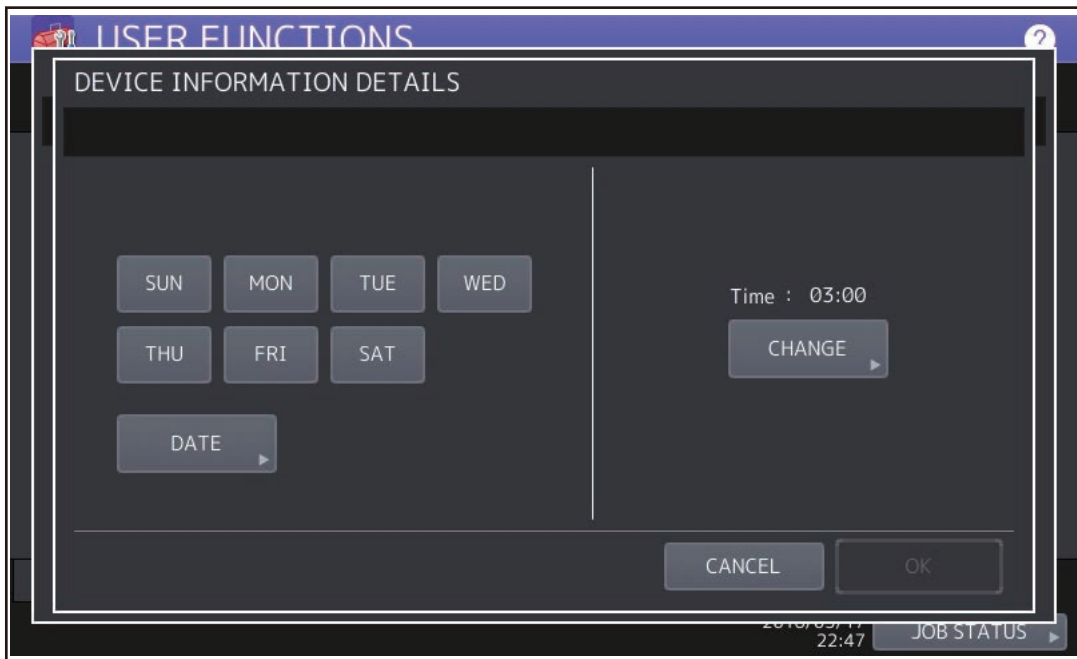 USER FUNCTIONS
?
DEVICE INFORMATION DETAILS
SUN MON TUE WED
THU FRI SAT
DATE
Time : 03:00
CHANGE
CANCEL OK
22:47
JOB STATUS